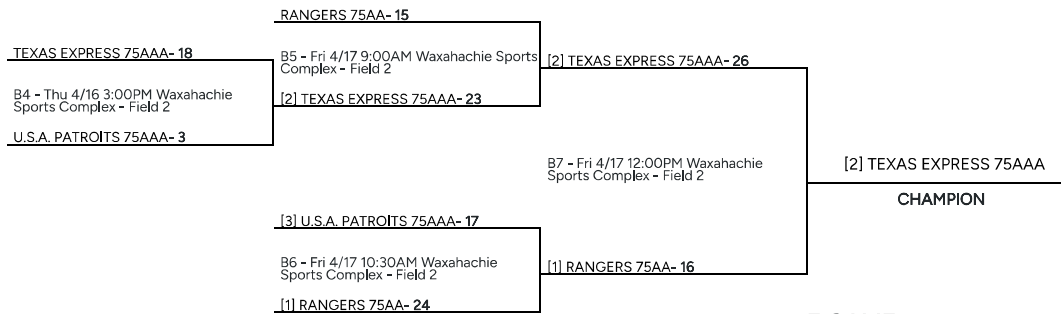 RANGERS 75AA- 15
TEXAS EXPRESS 75AAA- 18
B5 - Fri 4/17 9:00AM Waxahachie Sports
Complex - Field 2
[2] TEXAS EXPRESS 75AAA- 26
B4 - Thu 4/16 3:00PM Waxahachie
Sports Complex - Field 2
[2] TEXAS EXPRESS 75AAA- 23
U.S.A. PATROITS 75AAA- 3
B7 - Fri 4/17 12:00PM Waxahachie
Sports Complex - Field 2
[2] TEXAS EXPRESS 75AAA
CHAMPION
[3] U.S.A. PATROITS 75AAA- 17
B6 - Fri 4/17 10:30AM Waxahachie
Sports Complex - Field 2
[1] RANGERS 75AA- 16
[1] RANGERS 75AA- 24